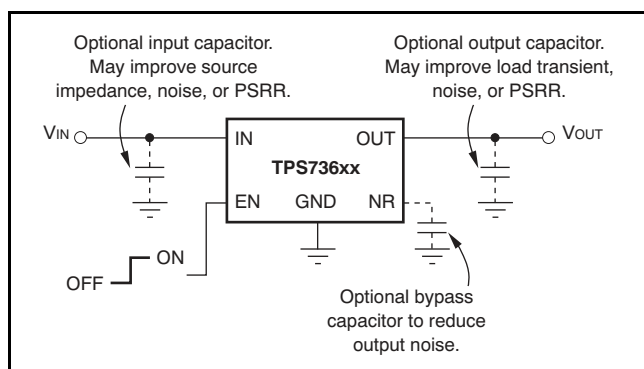 Optional input capacitor.
May improve source
impedance, noise, or PSRR.
Optional output capacitor.
May improve load transient,
noise, or PSRR.
VIN
IN
OUT
VOUT
TPS736xx
EN
GND
NR
ON
OFF
Optional bypass
capacitor to reduce
output noise.